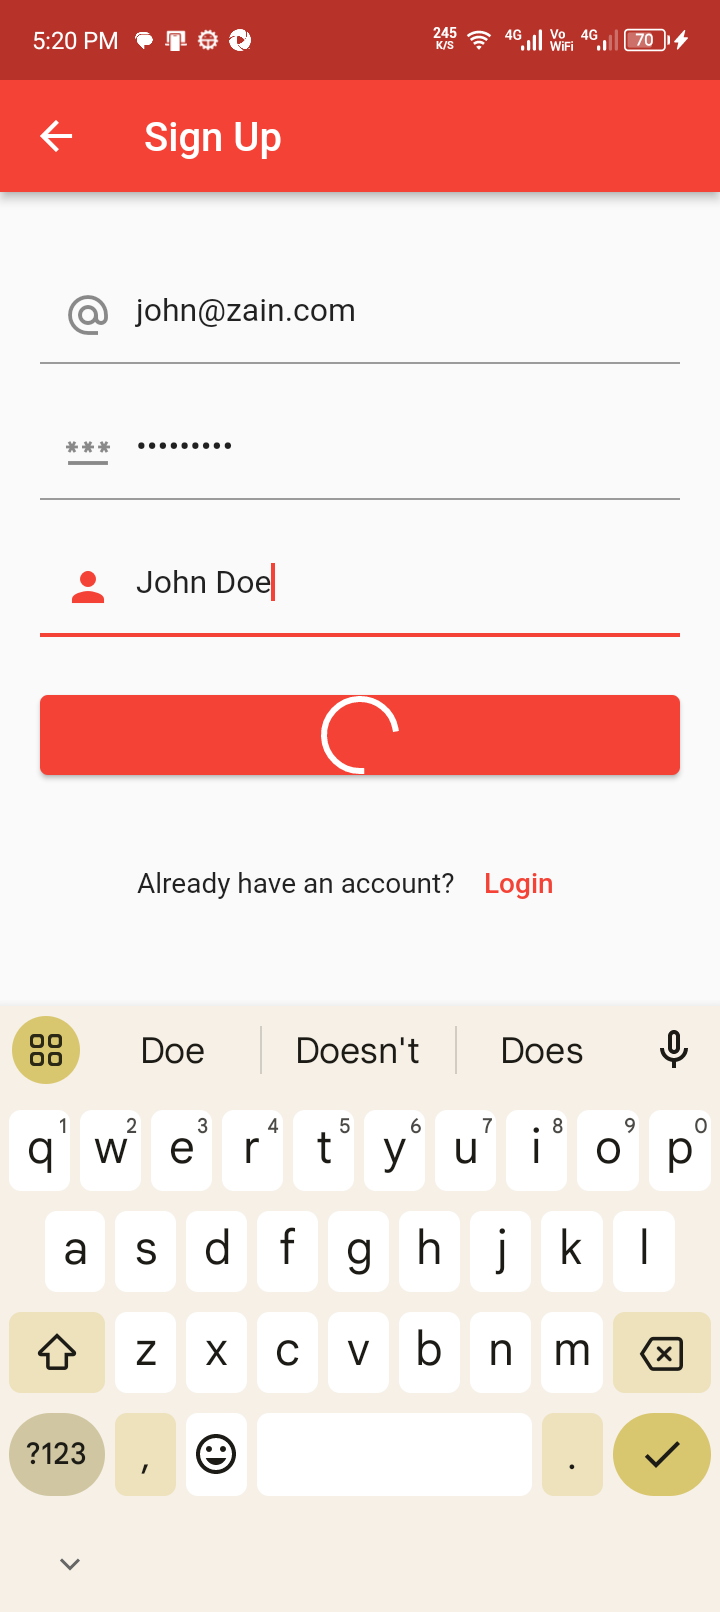 5:20 PM 245 K/S 4G Vo WiFi 4G 70
Sign Up
john@zain.com
*** •••••••••
John Doe
Already have an account? Login
Doe Doesn't Does
q1 w2 e3 r4 t5 y6 u7 i8 o9 p0
a s d f g h j k l
z x c v b n m
?123 , .